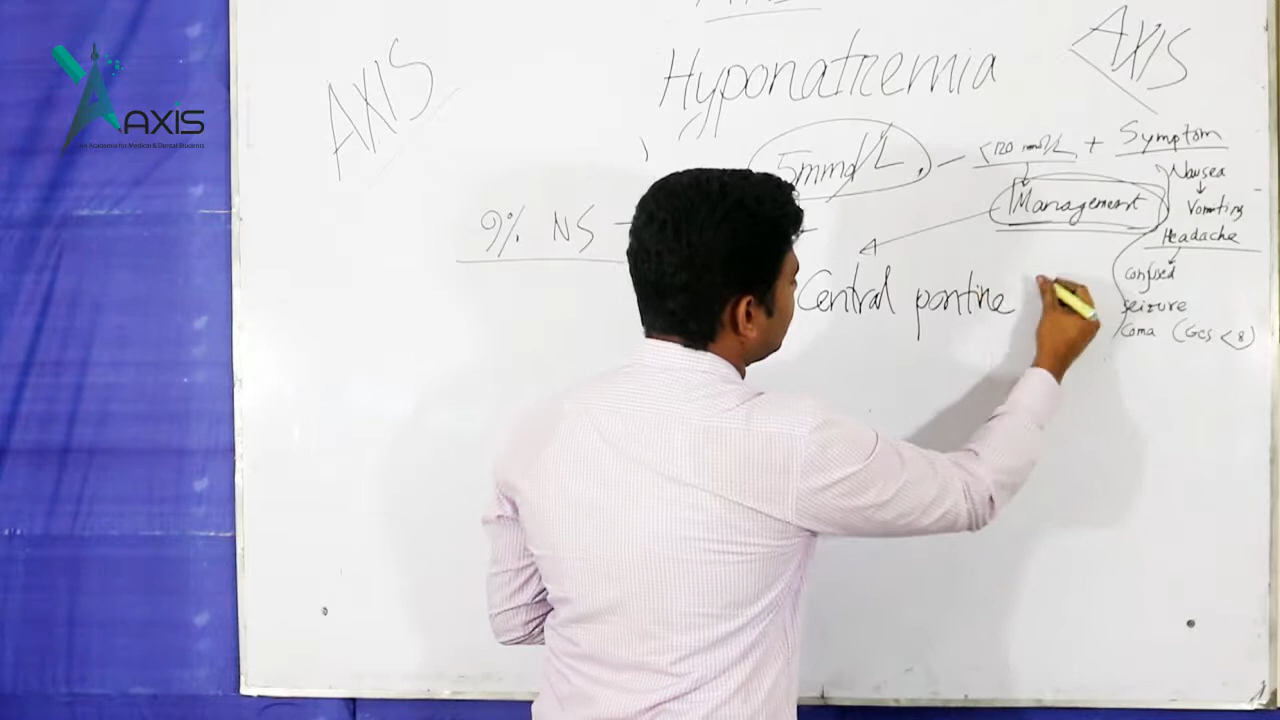 AXIS
An Academia for Medical & Dental Students
AXIS
AXIS
Hyponatremia
5mmol/L – <120 mmol/L + Symptom
Management
Nausea
Vomiting
Headache
confused
seizure
coma (GCS <8)
9% NS
Central pontine